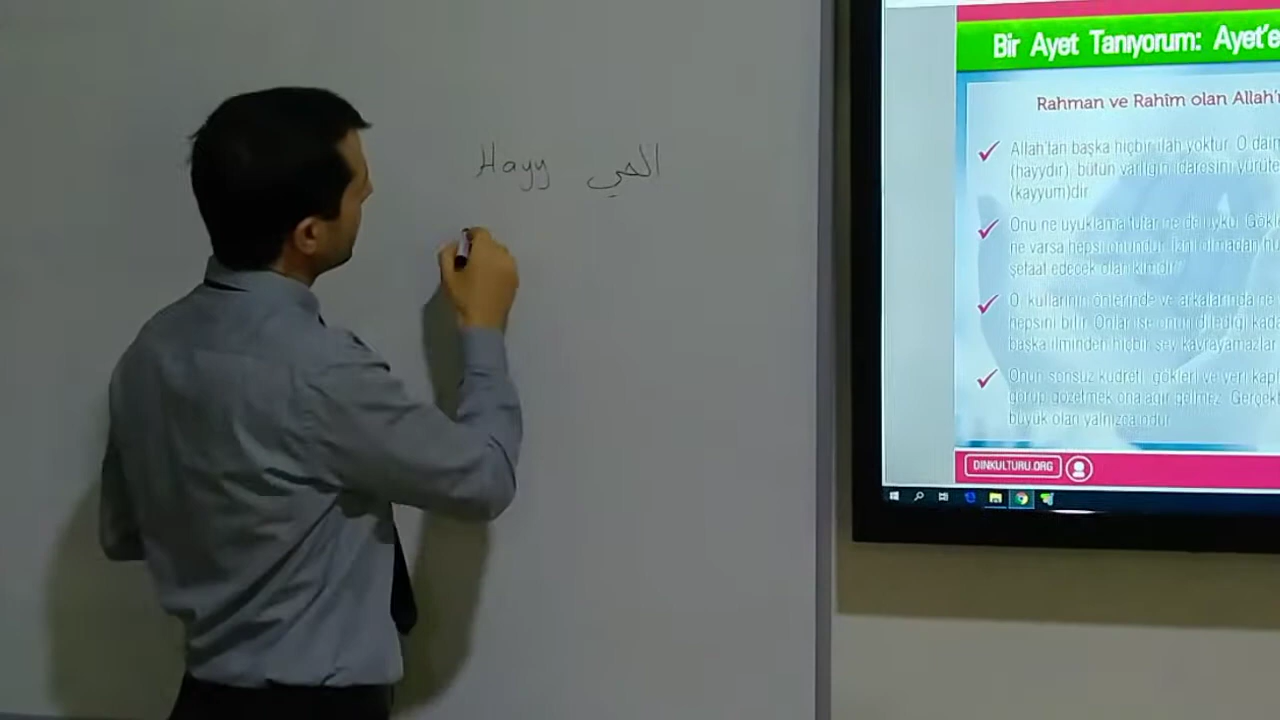 Hayy الحي
Bir Ayet Tanıyorum: Ayet'e
Rahman ve Rahîm olan Allah'
Allah'tan başka hiçbir ilah yoktur. O daim
(hayydır), bütün varlığın idaresini yürüte
(kayyum)dır.
Onu ne uyuklama tutar ne de uyku. Gökl
ne varsa hepsi onundur. İzni olmadan hu
şefaat edecek olan kimdir?
O, kullarının önlerinde ve arkalarında ne
hepsini bilir. Onlar ise onun dilediği kada
başka ilminden hiçbir şey kavrayamazlar.
Onun sonsuz kudreti, gökleri ve yeri kapl
görüp gözetmek ona ağır gelmez. Gerçekt
büyük olan yalnızca odur.
DINKULTURU.ORG